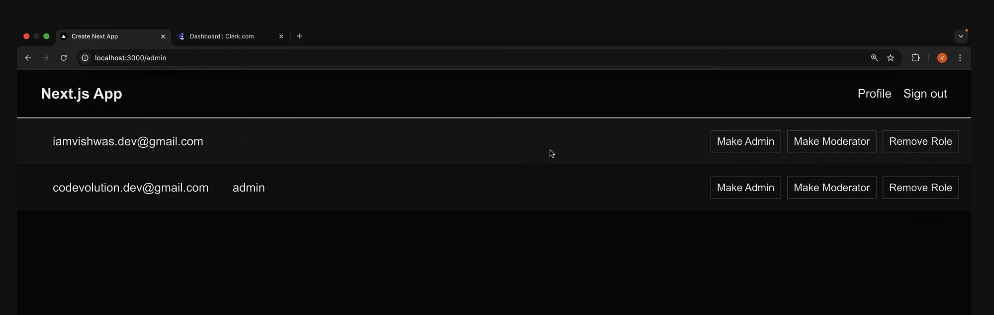 Create Next App
Dashboard | Clerk.com
localhost:3000/admin
V
Next.js App Profile Sign out
iamvishwas.dev@gmail.com Make Admin Make Moderator Remove Role
codevolution.dev@gmail.com admin Make Admin Make Moderator Remove Role